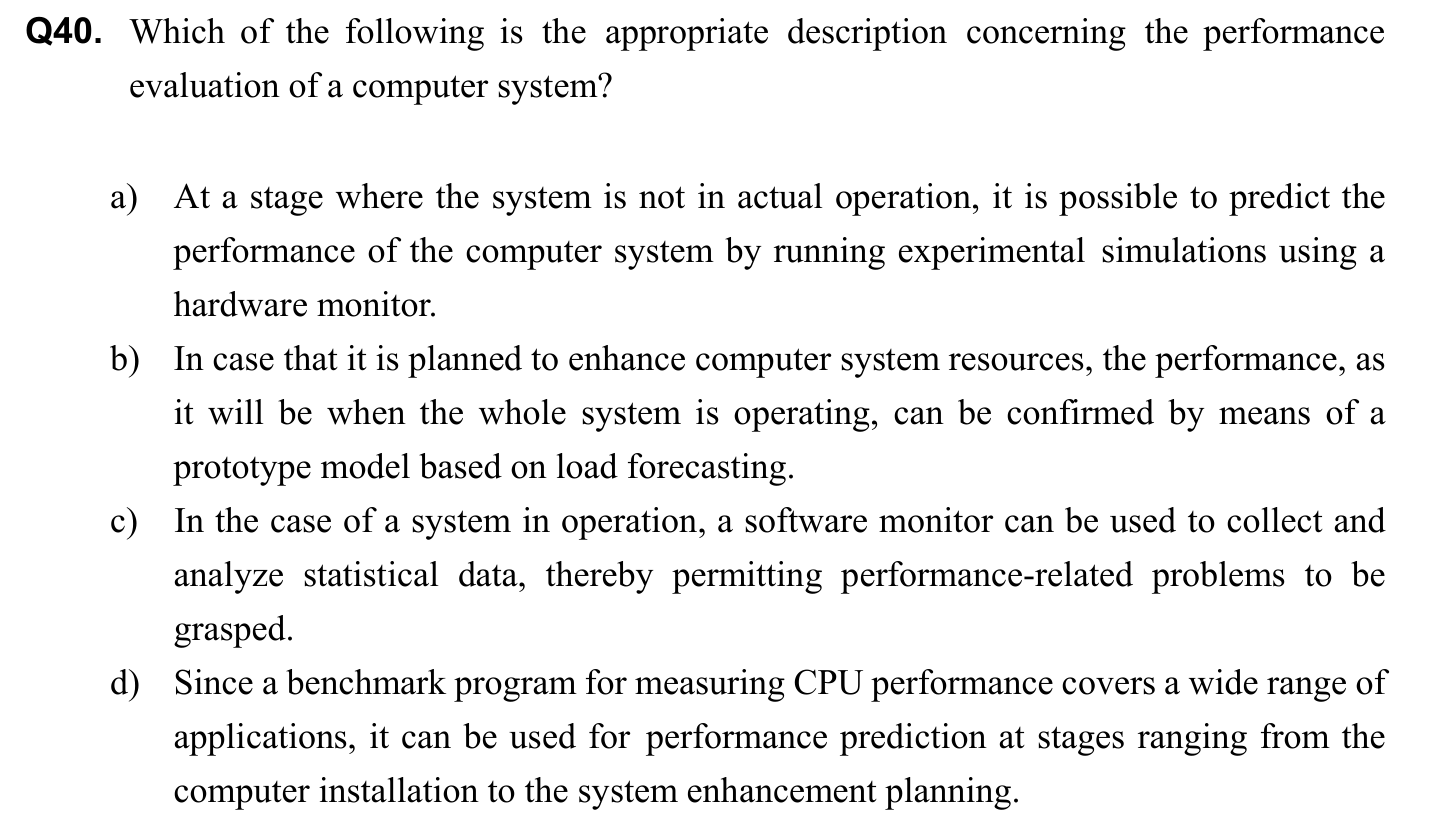 Q40. Which of the following is the appropriate description concerning the performance
evaluation of a computer system?
a) At a stage where the system is not in actual operation, it is possible to predict the
performance of the computer system by running experimental simulations using a
hardware monitor.
b) In case that it is planned to enhance computer system resources, the performance, as
it will be when the whole system is operating, can be confirmed by means of a
prototype model based on load forecasting.
c) In the case of a system in operation, a software monitor can be used to collect and
analyze statistical data, thereby permitting performance-related problems to be
grasped.
d) Since a benchmark program for measuring CPU performance covers a wide range of
applications, it can be used for performance prediction at stages ranging from the
computer installation to the system enhancement planning.